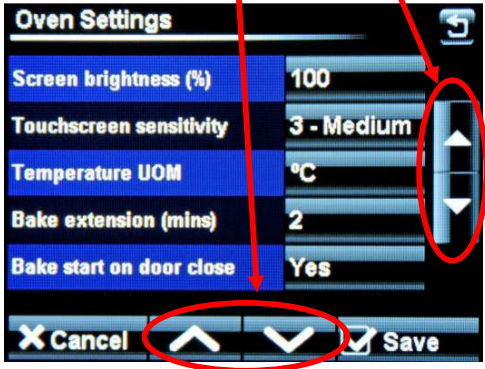 Oven Settings
Screen brightness (%) 100
Touchscreen sensitivity 3 - Medium
Temperature UOM ºC
Bake extension (mins) 2
Bake start on door close Yes
Cancel Save